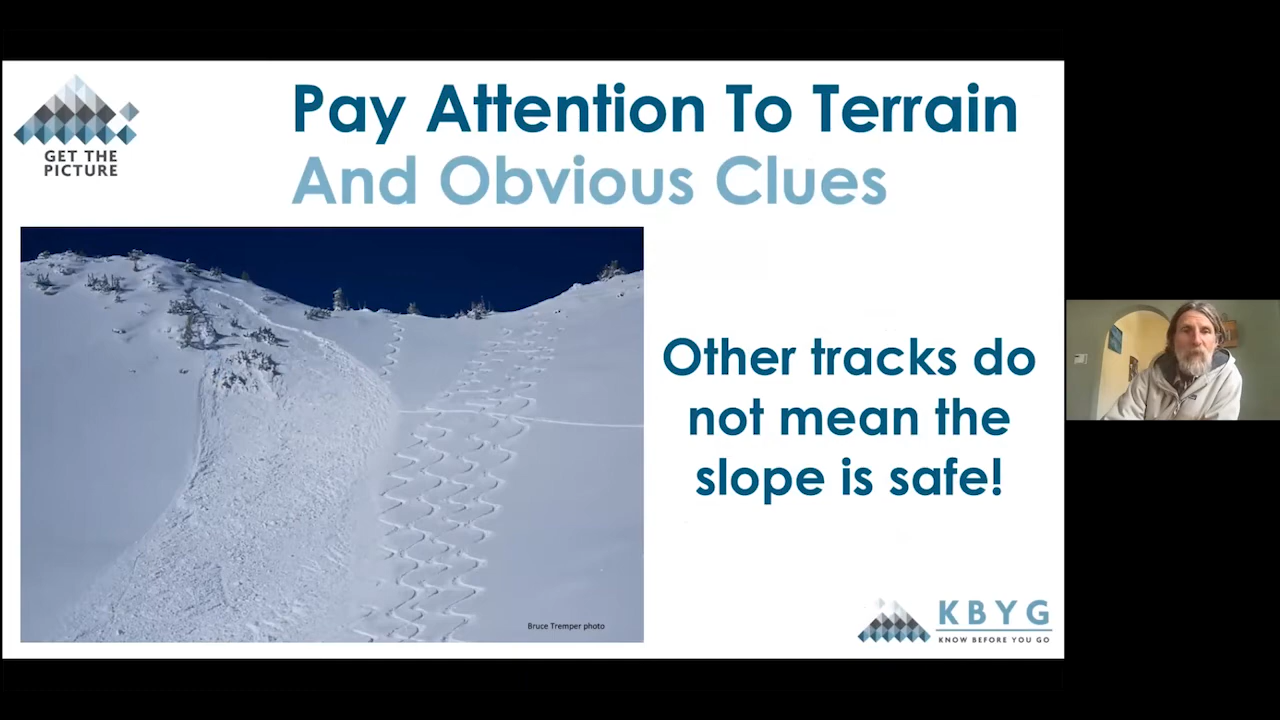 GET THE
PICTURE
Pay Attention To Terrain
And Obvious Clues
Other tracks do
not mean the
slope is safe!
Bruce Tremper photo
KBYG
KNOW BEFORE YOU GO